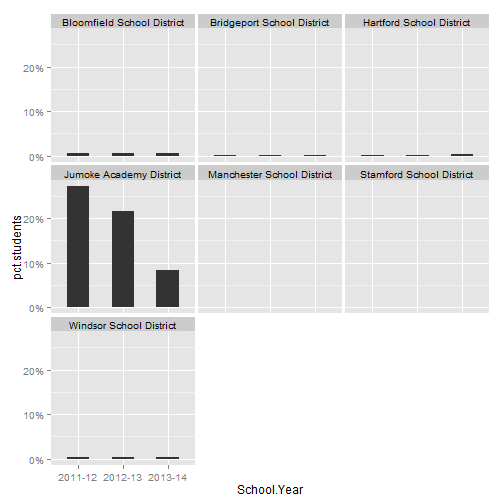 Bloomfield School District Bridgeport School District Hartford School District
20%
10%
0%
Jumoke Academy District Manchester School District Stamford School District
20%
10%
0%
pct.students
Windsor School District
20%
10%
0%
2011-12 2012-13 2013-14
School.Year